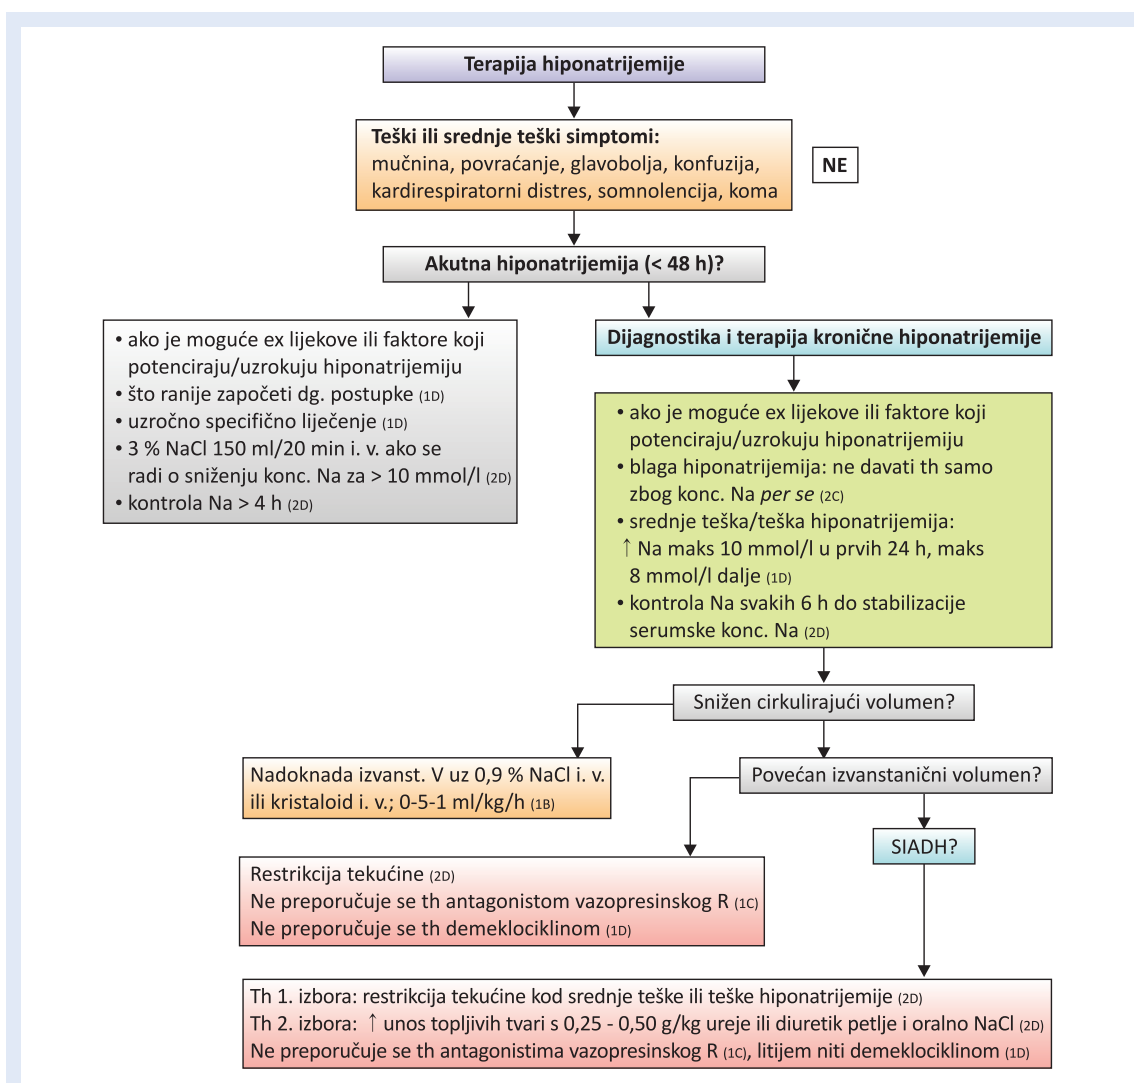 Terapija hiponatrijemije
Teški ili srednje teški simptomi:
mučnina, povraćanje, glavobolja, konfuzija,
kardirespiratorni distres, somnolencija, koma
NE
Akutna hiponatrijemija (< 48 h)?
• ako je moguće ex lijekove ili faktore koji
potenciraju/uzrokuju hiponatrijemiju
• što ranije započeti dg. postupke (1D)
• uzročno specifično liječenje (1D)
• 3 % NaCl 150 ml/20 min i. v. ako se
radi o sniženju konc. Na za > 10 mmol/l (2D)
• kontrola Na > 4 h (2D)
Dijagnostika i terapija kronične hiponatrijemije
• ako je moguće ex lijekove ili faktore koji
potenciraju/uzrokuju hiponatrijemiju
• blaga hiponatrijemija: ne davati th samo
zbog konc. Na per se (2C)
• srednje teška/teška hiponatrijemija:
↑ Na maks 10 mmol/l u prvih 24 h, maks
8 mmol/l dalje (1D)
• kontrola Na svakih 6 h do stabilizacije
serumske konc. Na (2D)
Snižen cirkulirajući volumen?
Nadoknada izvanst. V uz 0,9 % NaCl i. v.
ili kristaloid i. v.; 0-5-1 ml/kg/h (1B)
Povećan izvanstanični volumen?
SIADH?
Restrikcija tekućine (2D)
Ne preporučuje se th antagonistom vazopresinskog R (1C)
Ne preporučuje se th demeklociklinom (1D)
Th 1. izbora: restrikcija tekućine kod srednje teške ili teške hiponatrijemije (2D)
Th 2. izbora: ↑ unos topljivih tvari s 0,25 - 0,50 g/kg ureje ili diuretik petlje i oralno NaCl (2D)
Ne preporučuje se th antagonistima vazopresinskog R (1C), litijem niti demeklociklinom (1D)